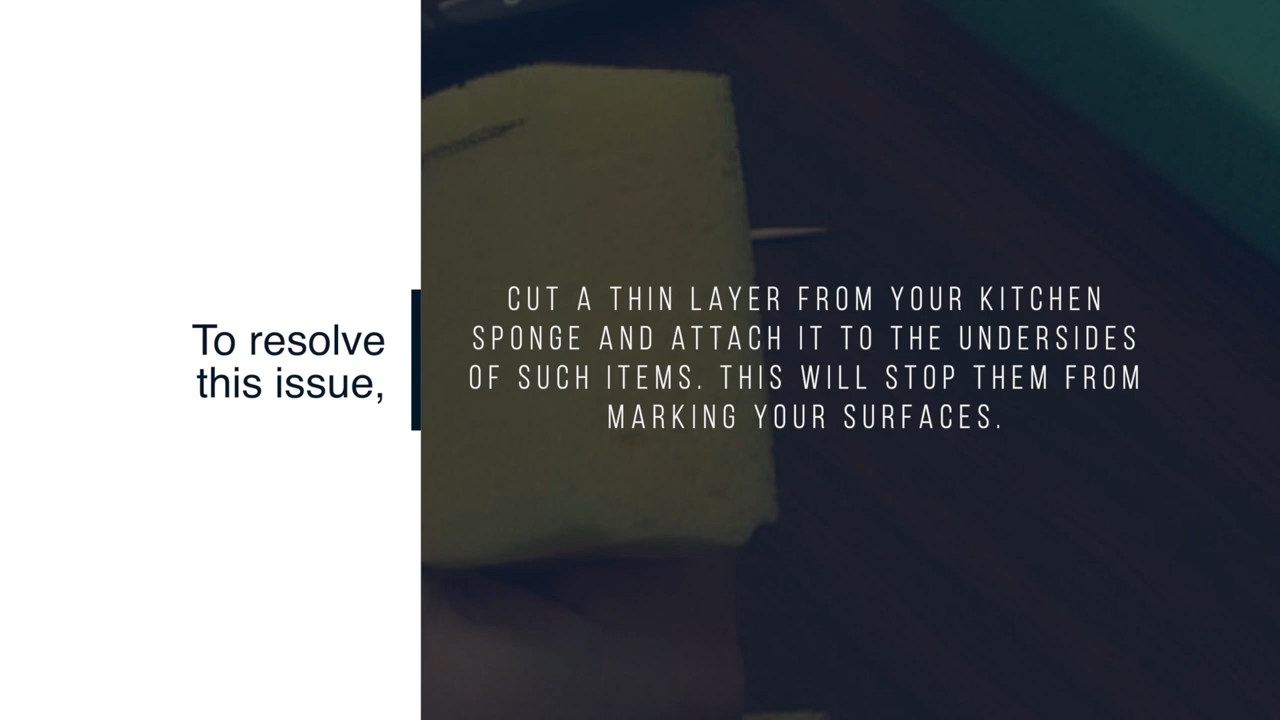 To resolve
this issue,
CUT A THIN LAYER FROM YOUR KITCHEN
SPONGE AND ATTACH IT TO THE UNDERSIDES
OF SUCH ITEMS. THIS WILL STOP THEM FROM
MARKING YOUR SURFACES.